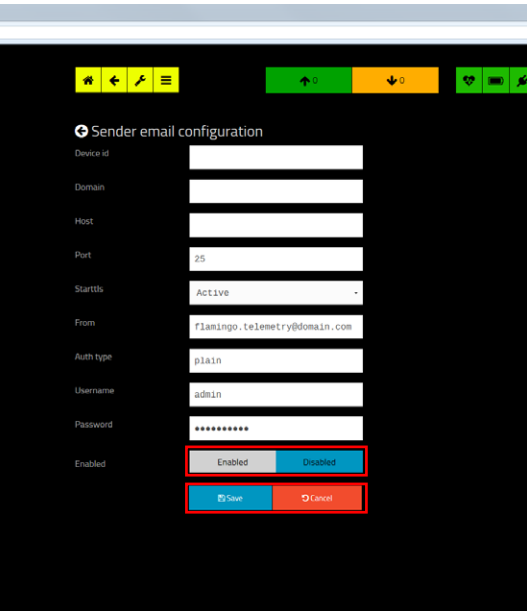 0
0
Sender email configuration
Device id
Domain
Host
Port
25
Starttls
Active
From
flamingo.telemetry@domain.com
Auth type
plain
Username
admin
Password
••••••••••
Enabled
Enabled
Disabled
Save
Cancel